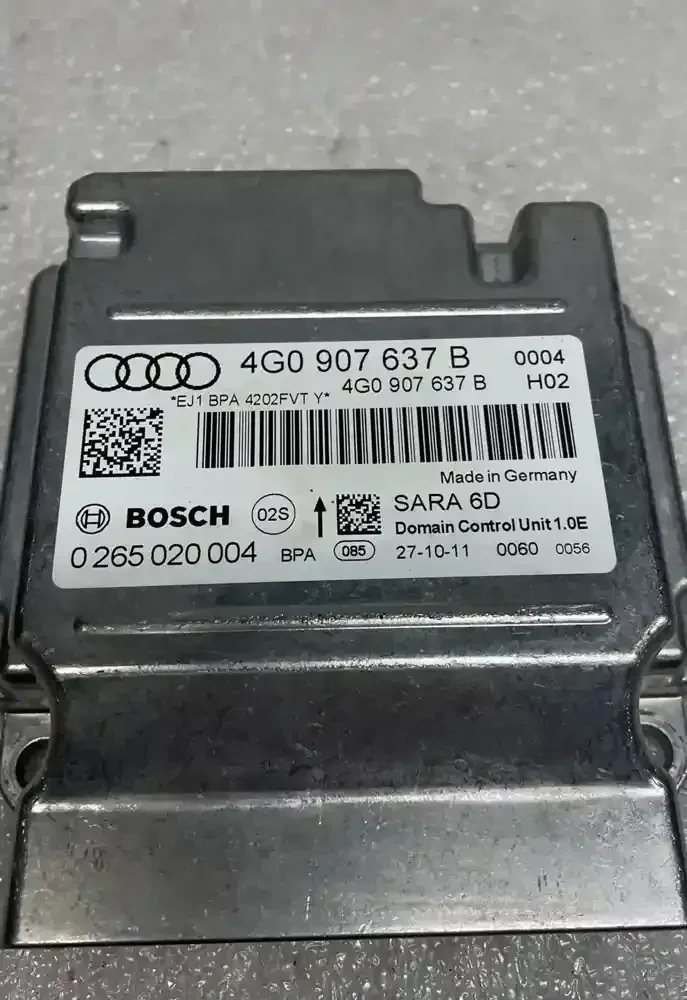 4G0 907 637 B 0004
*EJ1 BPA 4202FVT Y* 4G0 907 637 B H02
Made in Germany
BOSCH 02S SARA 6D
Domain Control Unit 1.0E
0 265 020 004 BPA 085 27-10-11 0060 0056